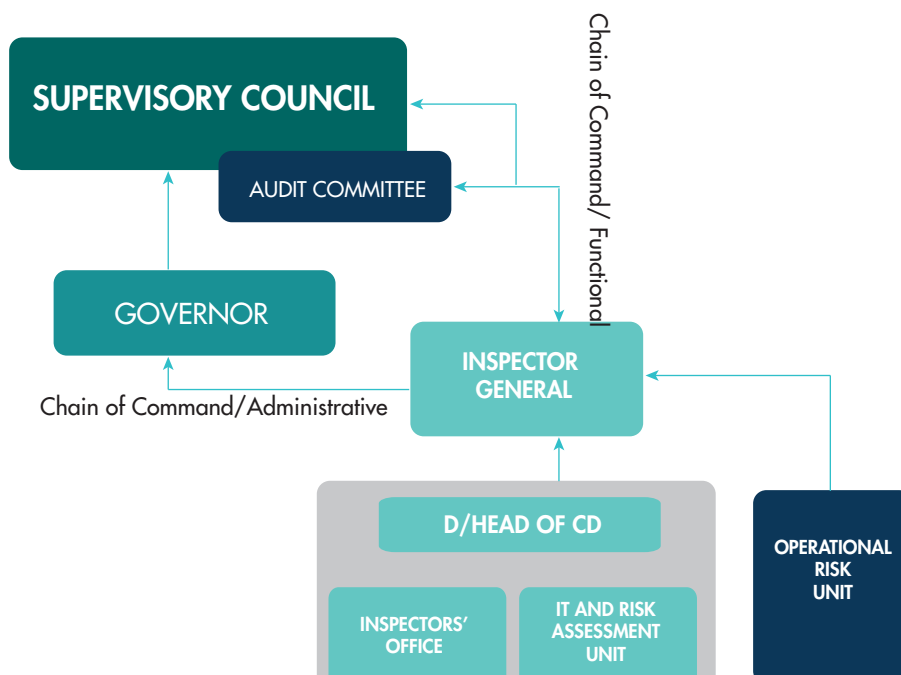 SUPERVISORY COUNCIL
AUDIT COMMITTEE
Chain of Command/ Functional
GOVERNOR
INSPECTOR
GENERAL
Chain of Command/Administrative
D/HEAD OF CD
OPERATIONAL
RISK
UNIT
INSPECTORS'
OFFICE
IT AND RISK
ASSESSMENT
UNIT